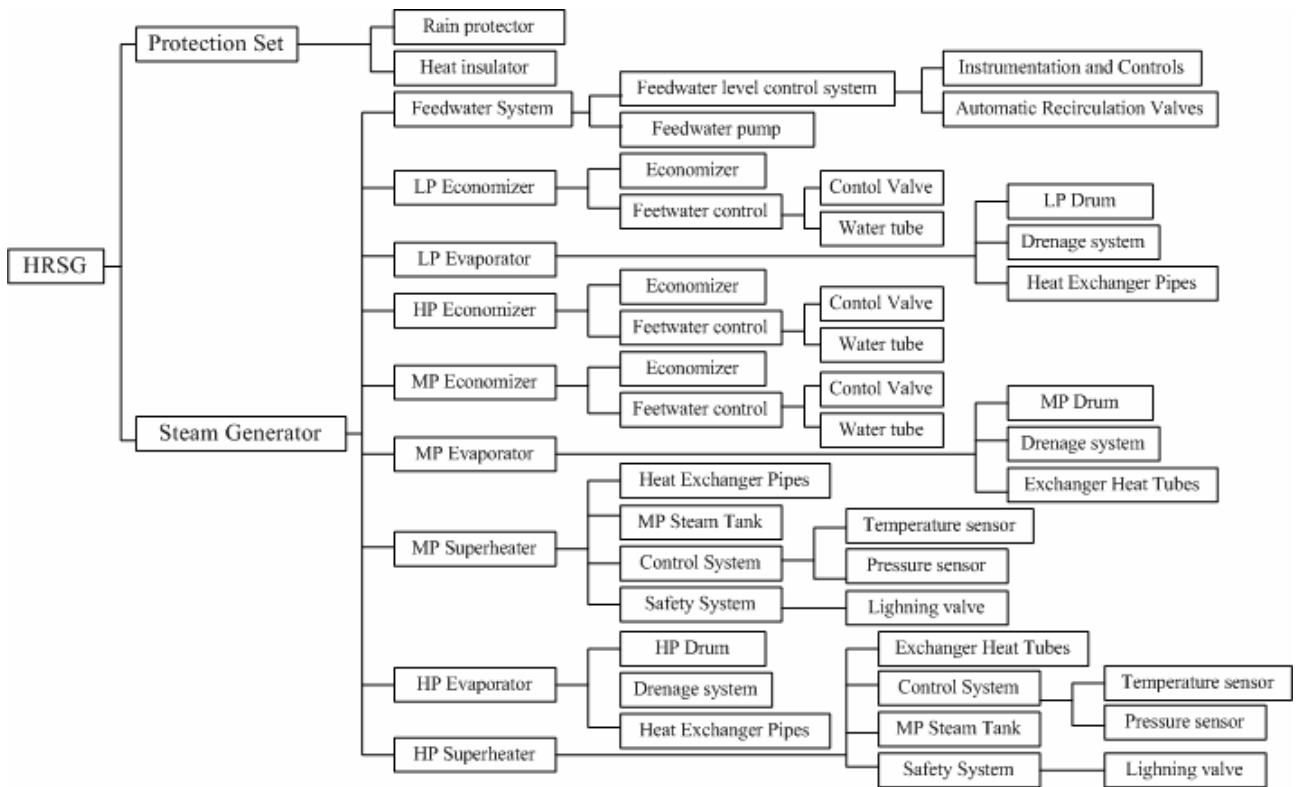 Protection Set
Rain protector
Heat insulator
Feedwater System
Feedwater level control system
Instrumentation and Controls
Automatic Recirculation Valves
Feedwater pump
LP Economizer
Economizer
Feetwater control
Contol Valve
Water tube
LP Evaporator
LP Drum
Drenage system
Heat Exchanger Pipes
HRSG
HP Economizer
Economizer
Feetwater control
Contol Valve
Water tube
MP Economizer
Economizer
Feetwater control
Contol Valve
Water tube
Steam Generator
MP Evaporator
MP Drum
Drenage system
Exchanger Heat Tubes
MP Superheater
Heat Exchanger Pipes
MP Steam Tank
Control System
Temperature sensor
Pressure sensor
Safety System
Lighning valve
HP Evaporator
HP Drum
Drenage system
Heat Exchanger Pipes
HP Superheater
Exchanger Heat Tubes
Control System
Temperature sensor
Pressure sensor
MP Steam Tank
Safety System
Lighning valve